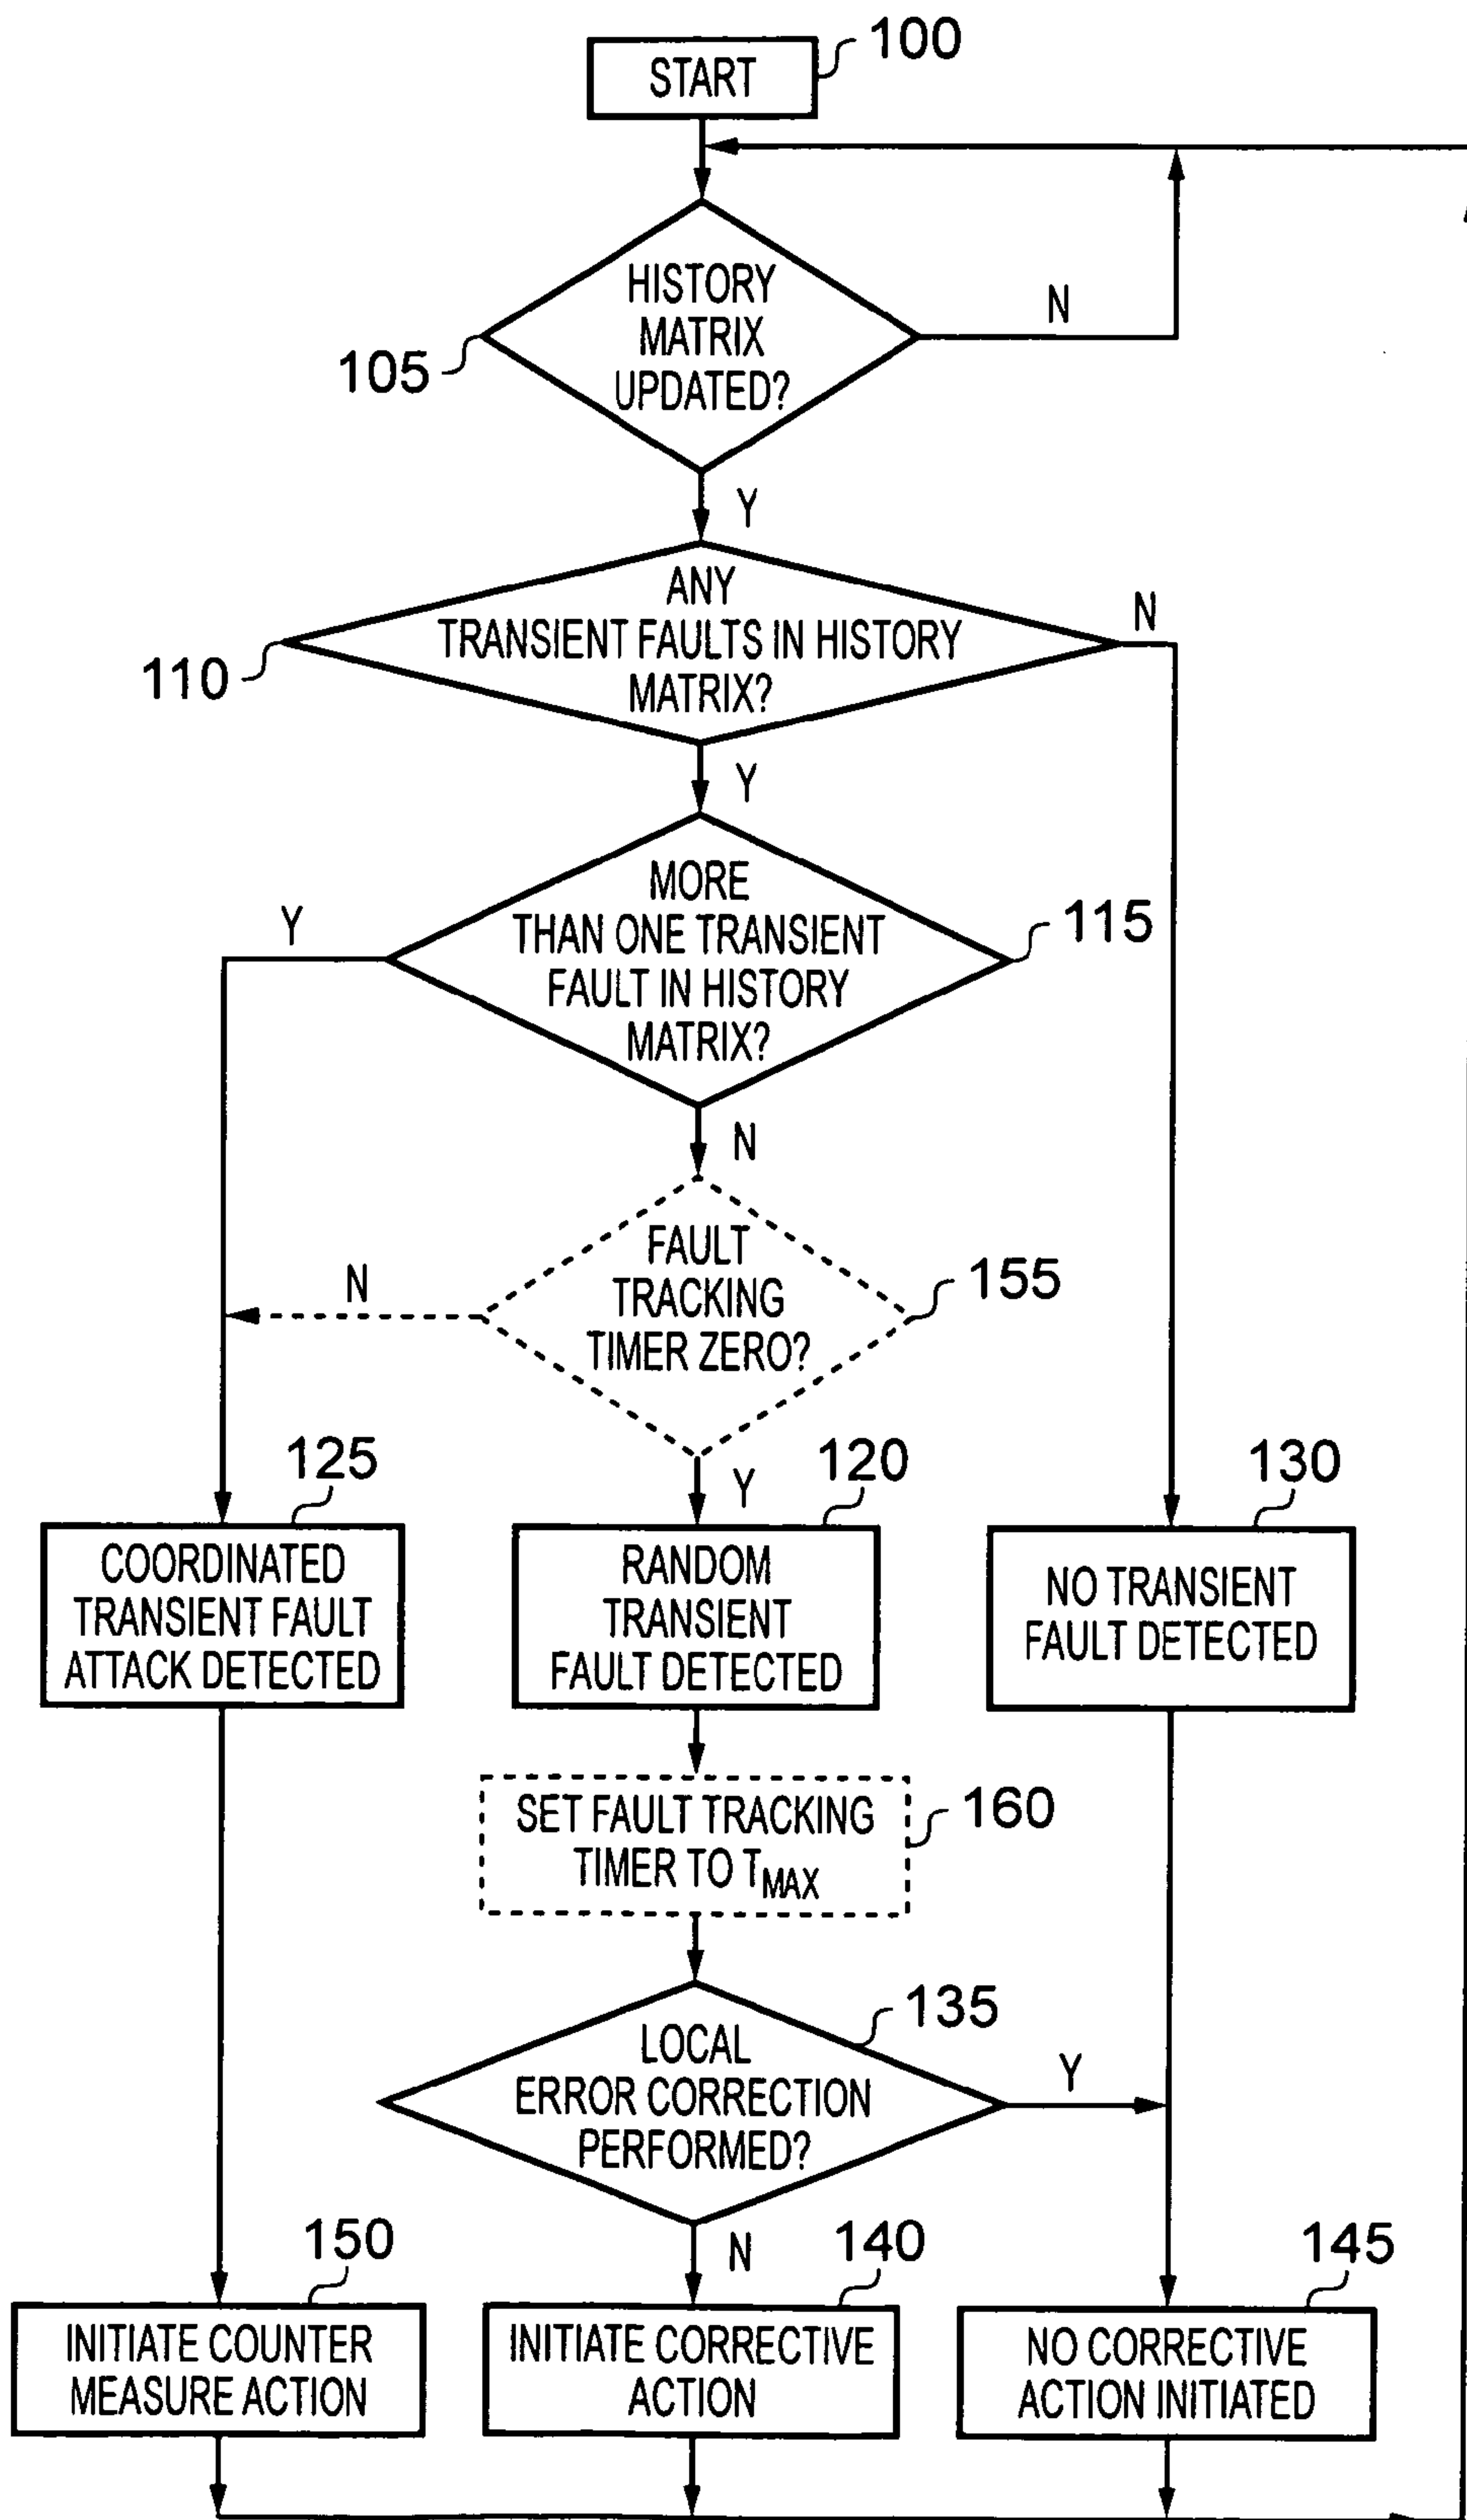 START
100
HISTORY
MATRIX
UPDATED?
N
105
Y
ANY
TRANSIENT FAULTS IN HISTORY
MATRIX?
N
110
Y
MORE
THAN ONE TRANSIENT
FAULT IN HISTORY
MATRIX?
Y
115
N
FAULT
TRACKING
TIMER ZERO?
N
155
Y
125
120
130
COORDINATED
TRANSIENT FAULT
ATTACK DETECTED
RANDOM
TRANSIENT
FAULT DETECTED
NO TRANSIENT
FAULT DETECTED
SET FAULT TRACKING
TIMER TO TMAX
160
LOCAL
ERROR CORRECTION
PERFORMED?
135
Y
N
150
140
145
INITIATE COUNTER
MEASURE ACTION
INITIATE CORRECTIVE
ACTION
NO CORRECTIVE
ACTION INITIATED